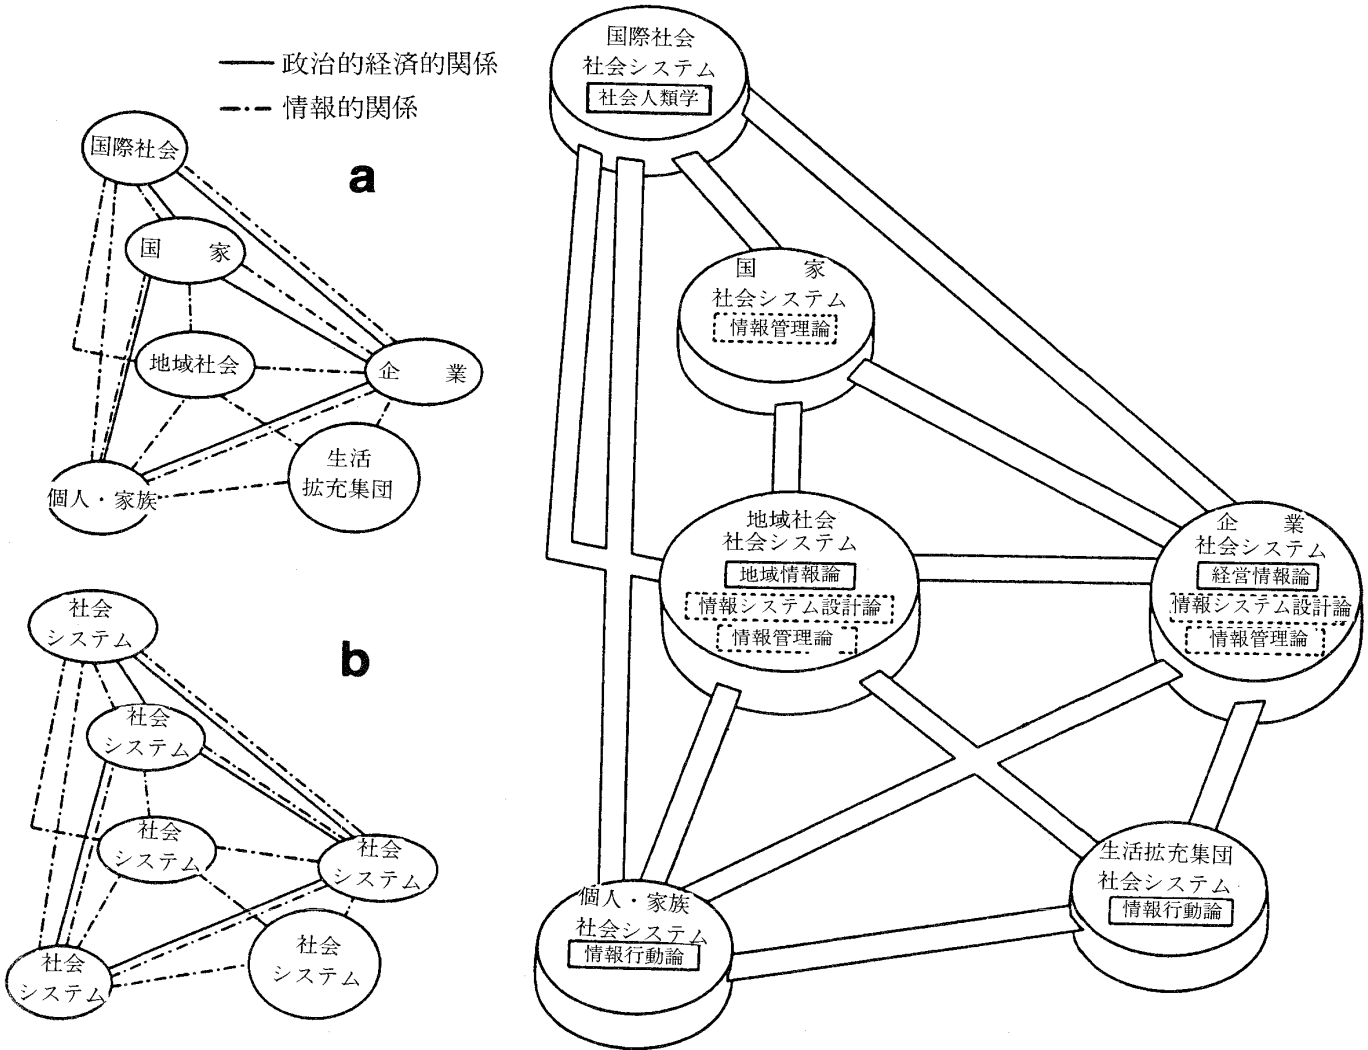 政治的経済的関係
情報的関係
a
国際社会
国 家
地域社会
企 業
生活
拡充集団
個人・家族
b
社会
システム
社会
システム
社会
システム
社会
システム
社会
システム
社会
システム
国際社会
社会システム
社会人類学
国 家
社会システム
情報管理論
地域社会
社会システム
地域情報論
情報システム設計論
情報管理論
企 業
社会システム
経営情報論
情報システム設計論
情報管理論
生活拡充集団
社会システム
情報行動論
個人・家族
社会システム
情報行動論